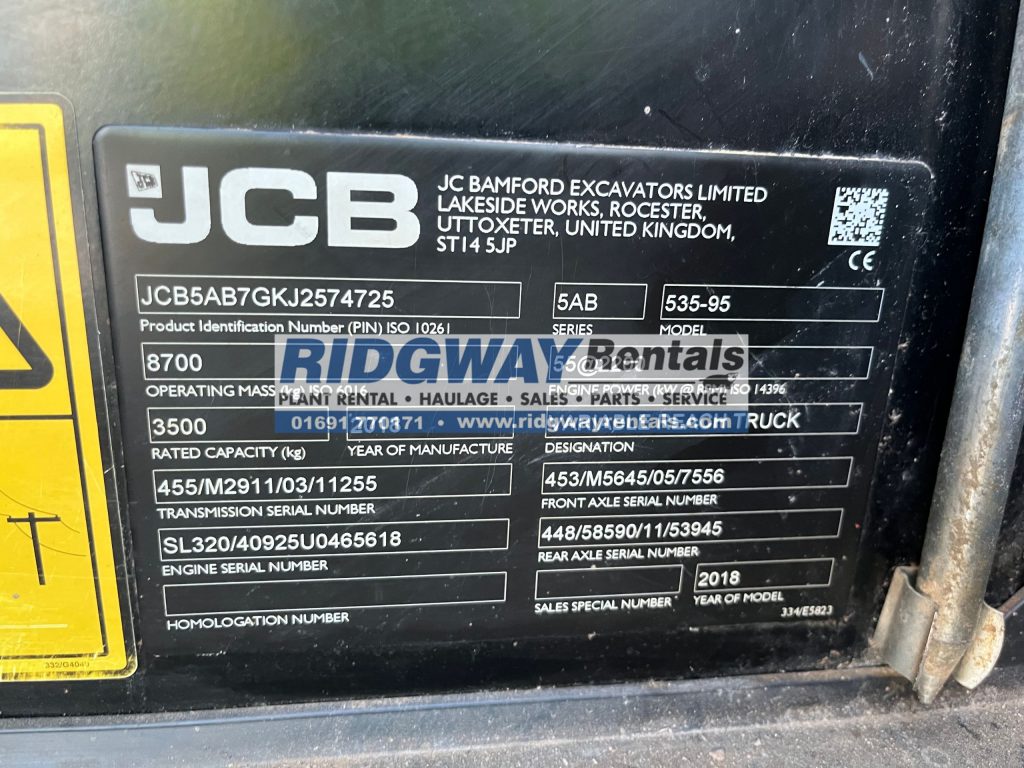 JCB
JC BAMFORD EXCAVATORS LIMITED
LAKESIDE WORKS, ROCESTER,
UTTOXETER, UNITED KINGDOM,
ST14 5JP
CE
JCB5AB7GKJ2574725
Product Identification Number (PIN) ISO 10261
5AB
SERIES
535-95
MODEL
8700
OPERATING MASS (kg) ISO 6016
ENGINE POWER (kW @ RPM) ISO 14396
RIDGWAY Rentals
PLANT RENTAL • HAULAGE • SALES • PARTS • SERVICE
01691 770171 • www.ridgwayrentals.com
3500
RATED CAPACITY (kg)
YEAR OF MANUFACTURE
TRUCK
DESIGNATION
455/M2911/03/11255
TRANSMISSION SERIAL NUMBER
453/M5645/05/7556
FRONT AXLE SERIAL NUMBER
SL320/40925U0465618
ENGINE SERIAL NUMBER
448/58590/11/53945
REAR AXLE SERIAL NUMBER
HOMOLOGATION NUMBER
SALES SPECIAL NUMBER
2018
YEAR OF MODEL
334/E5823